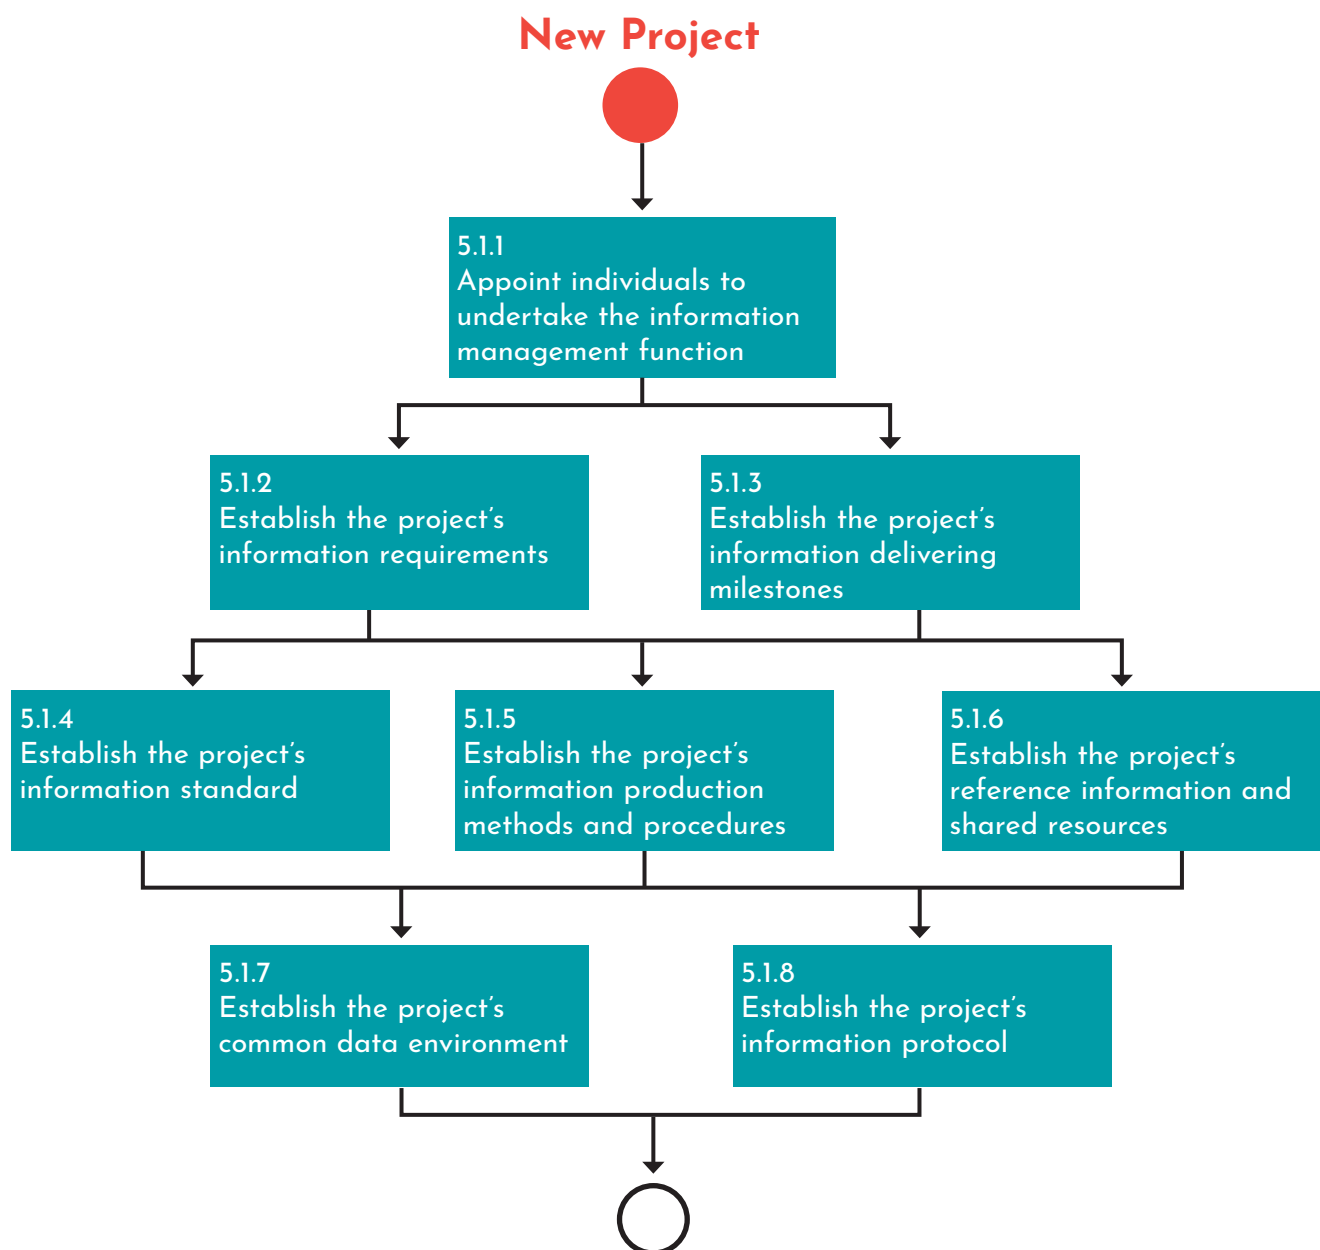 New Project
5.1.1
Appoint individuals to
undertake the information
management function
5.1.2
Establish the project’s
information requirements
5.1.3
Establish the project’s
information delivering
milestones
5.1.4
Establish the project’s
information standard
5.1.5
Establish the project’s
information production
methods and procedures
5.1.6
Establish the project’s
reference information and
shared resources
5.1.7
Establish the project’s
common data environment
5.1.8
Establish the project’s
information protocol